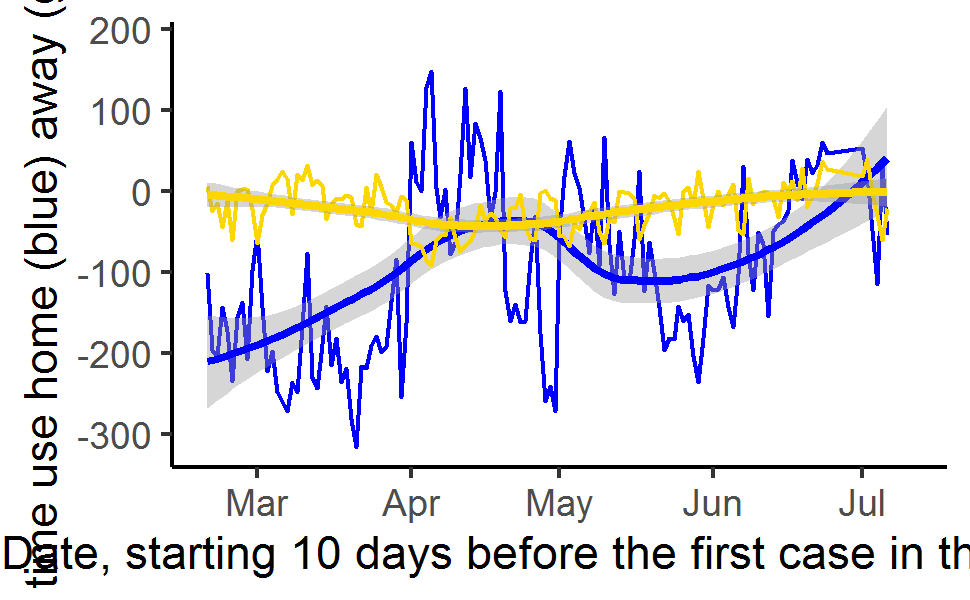 time use home (blue) away (
200
100
0
-100
-200
-300
Mar Apr May Jun Jul
Date, starting 10 days before the first case in th